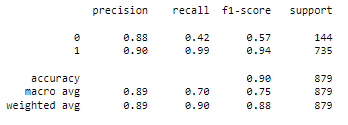 precision recall f1-score support
0 0.88 0.42 0.57 144
1 0.90 0.99 0.94 735
accuracy 0.90 879
macro avg 0.89 0.70 0.75 879
weighted avg 0.89 0.90 0.88 879